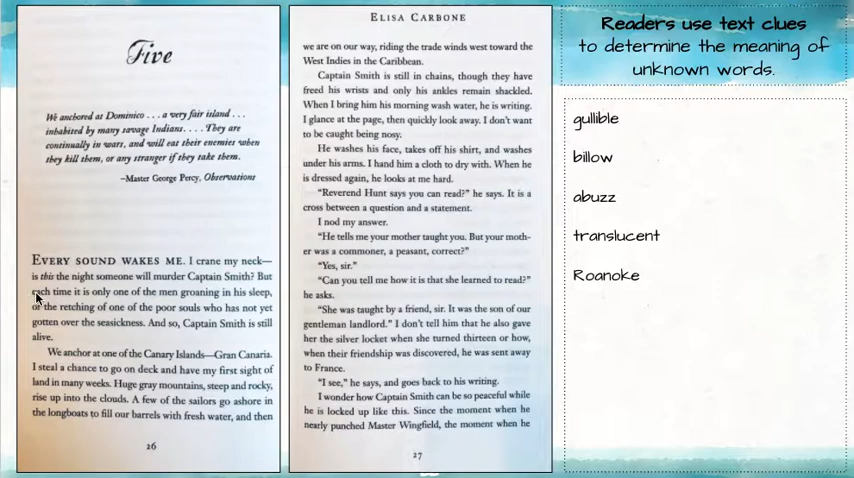 Five
We anchored at Dominico . . . a very fair island . . .
inhabited by many savage Indians. . . . They are
continually in wars, and will eat their enemies when
they kill them, or any stranger if they take them.
–Master George Percy, Observations
EVERY SOUND WAKES ME. I crane my neck—
is this the night someone will murder Captain Smith? But
each time it is only one of the men groaning in his sleep,
or the retching of one of the poor souls who has not yet
gotten over the seasickness. And so, Captain Smith is still
alive.
We anchor at one of the Canary Islands—Gran Canaria.
I steal a chance to go on deck and have my first sight of
land in many weeks. Huge gray mountains, steep and rocky,
rise up into the clouds. A few of the sailors go ashore in
the longboats to fill our barrels with fresh water, and then
26
ELISA CARBONE
we are on our way, riding the trade winds west toward the
West Indies in the Caribbean.
Captain Smith is still in chains, though they have
freed his wrists and only his ankles remain shackled.
When I bring him his morning wash water, he is writing.
I glance at the page, then quickly look away. I don't want
to be caught being nosy.
He washes his face, takes off his shirt, and washes
under his arms. I hand him a cloth to dry with. When he
is dressed again, he looks at me hard.
"Reverend Hunt says you can read?" he says. It is a
cross between a question and a statement.
I nod my answer.
"He tells me your mother taught you. But your moth-
er was a commoner, a peasant, correct?"
"Yes, sir."
"Can you tell me how it is that she learned to read?"
he asks.
"She was taught by a friend, sir. It was the son of our
gentleman landlord." I don't tell him that he also gave
her the silver locket when she turned thirteen or how,
when their friendship was discovered, he was sent away
to France.
"I see," he says, and goes back to his writing.
I wonder how Captain Smith can be so peaceful while
he is locked up like this. Since the moment when he
nearly punched Master Wingfield, the moment when he
27
Readers use text clues
to determine the meaning of
unknown words.
gullible
billow
abuzz
translucent
Roanoke